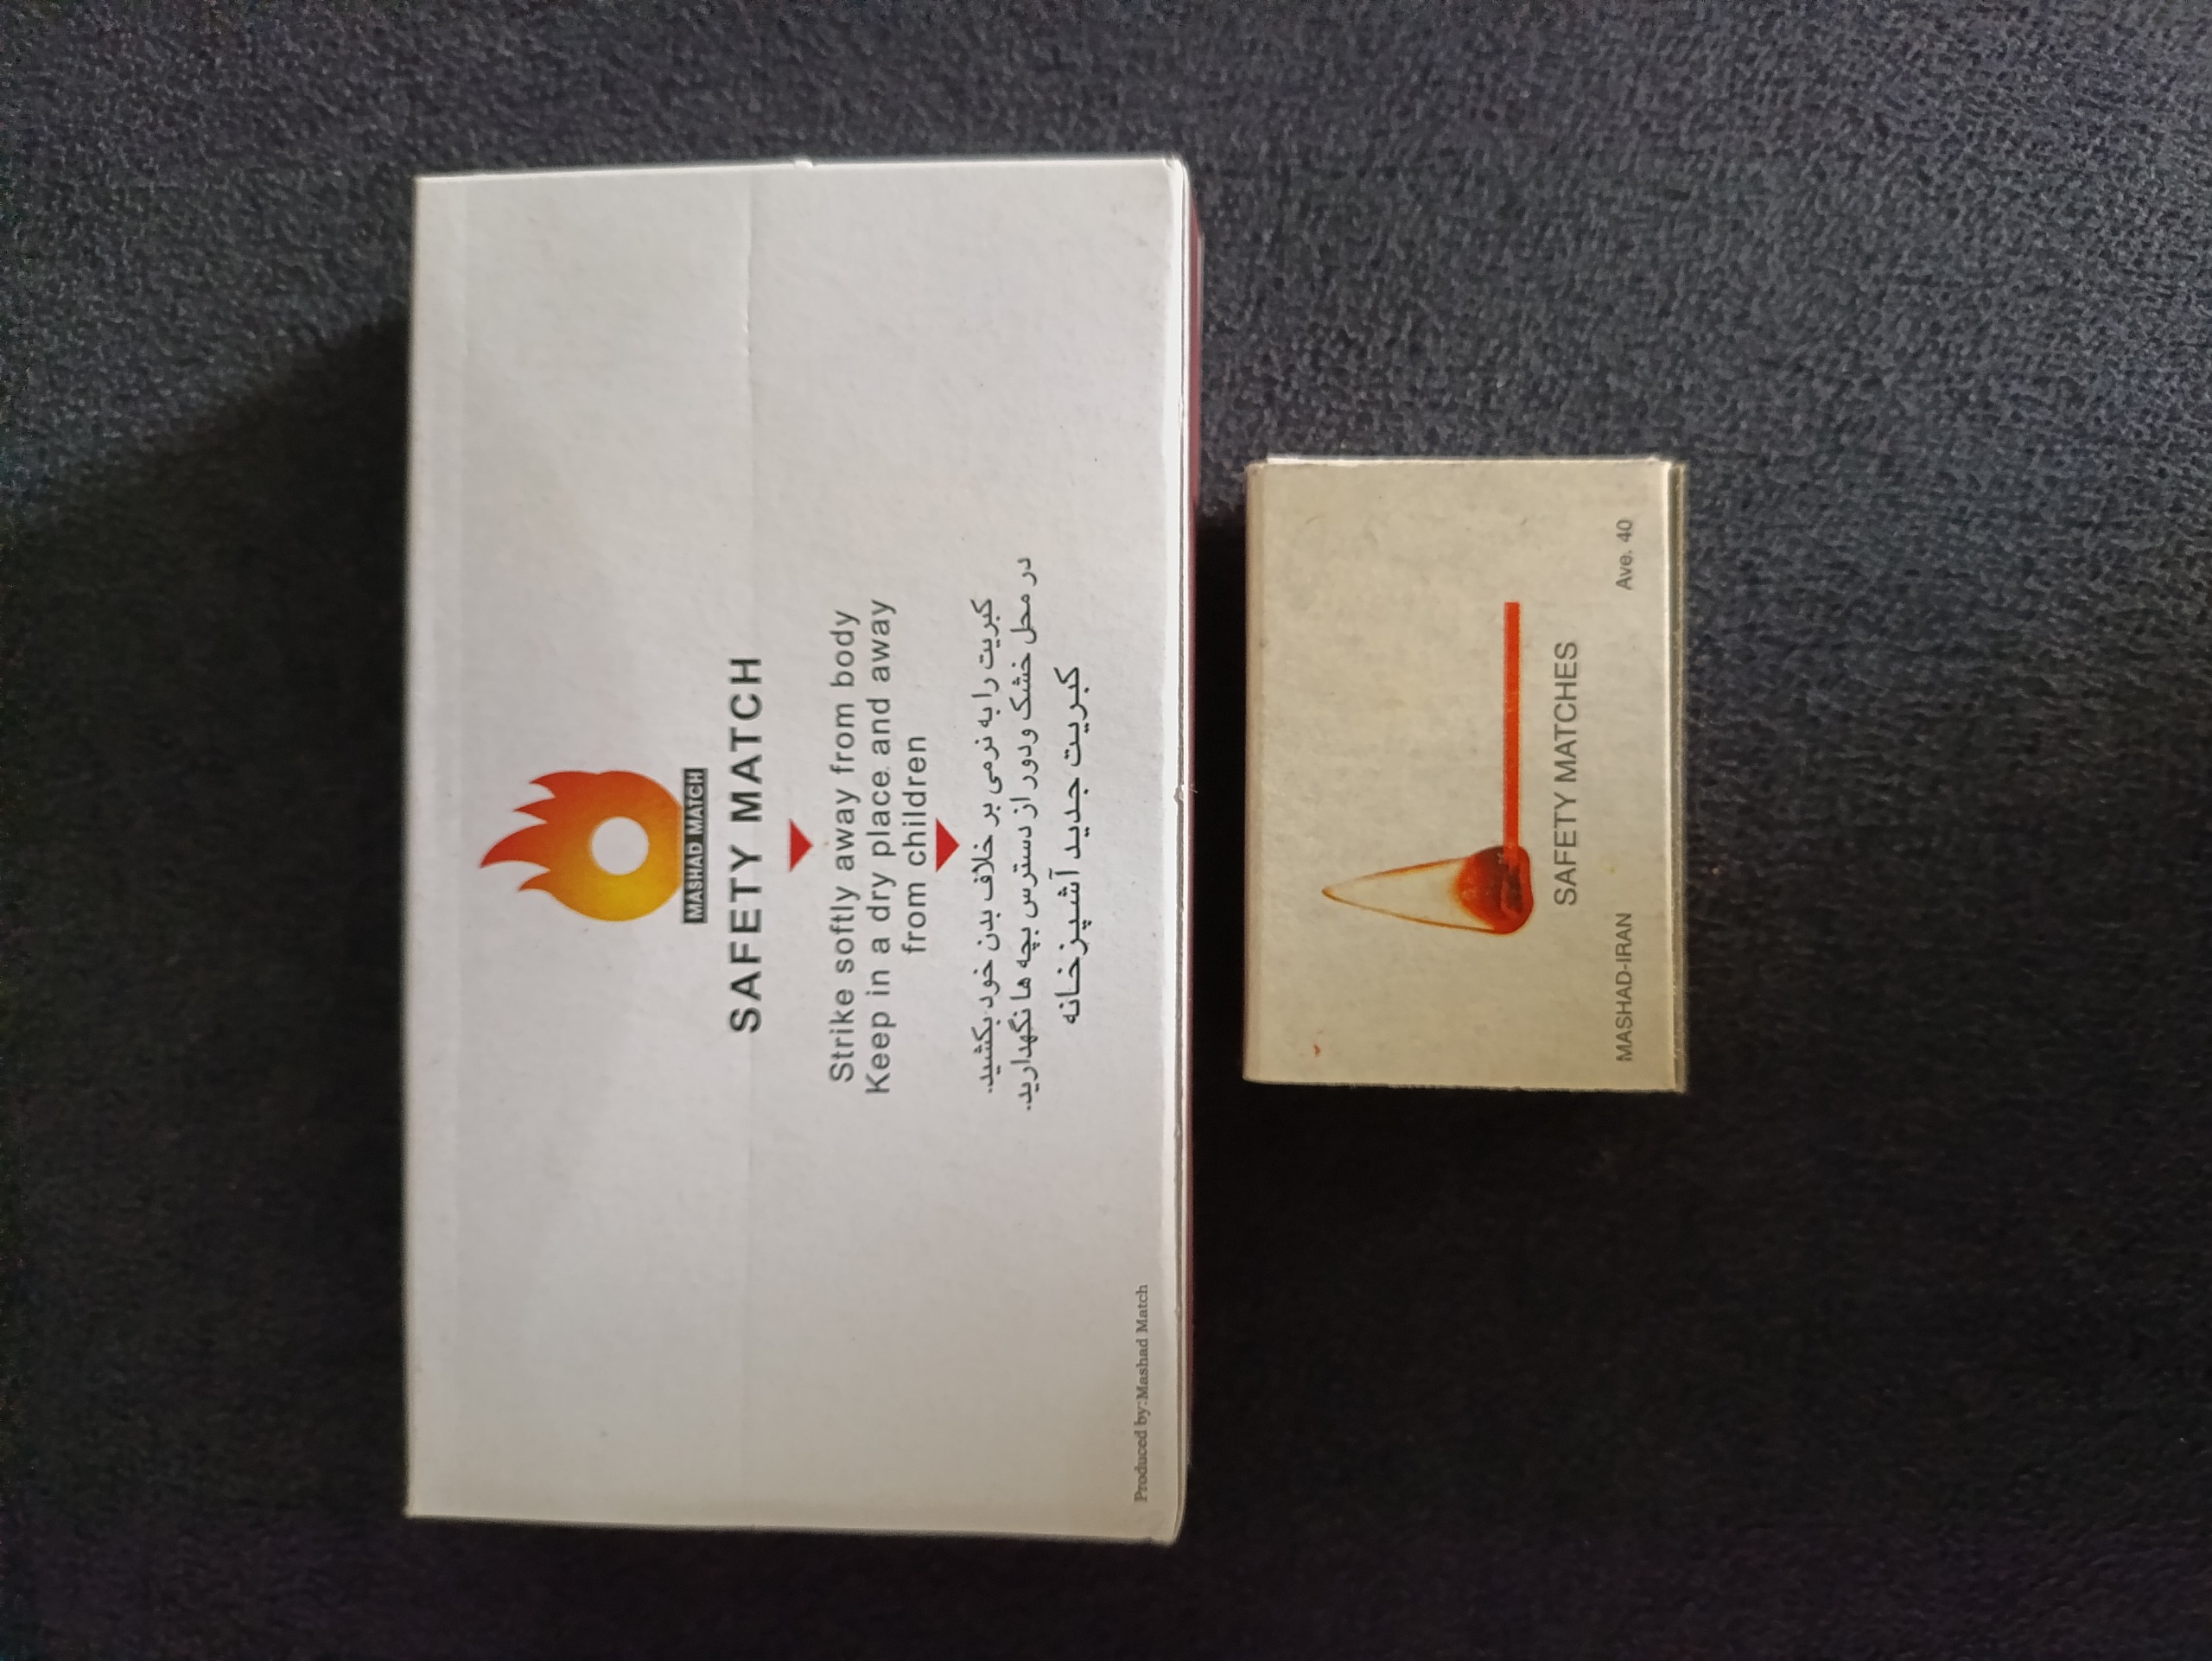 MASHAD MATCH
SAFETY MATCH
Strike softly away from body
Keep in a dry place. and away
from children
کبریت را به نرمی بر خلاف بدن خود بکشید.
در محل خشک ودور از دسترس بچه ها نگهدارید.
کبریت جدید آشپزخانه
Produced by:Mashad Match
SAFETY MATCHES
MASHAD-IRAN Ave. 40